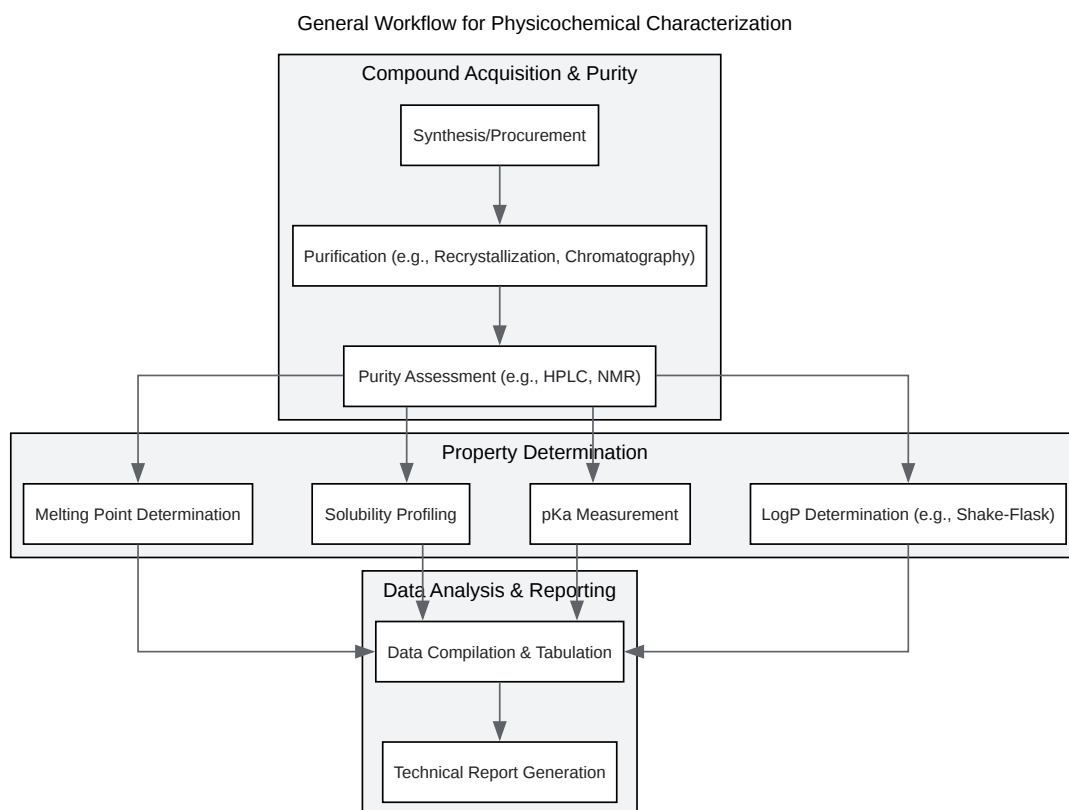 General Workflow for Physicochemical Characterization
Compound Acquisition & Purity
Synthesis/Procurement
Purification (e.g., Recrystallization, Chromatography)
Purity Assessment (e.g., HPLC, NMR)
Property Determination
Melting Point Determination
Solubility Profiling
pKa Measurement
LogP Determination (e.g., Shake-Flask)
Data Analysis & Reporting
Data Compilation & Tabulation
Technical Report Generation